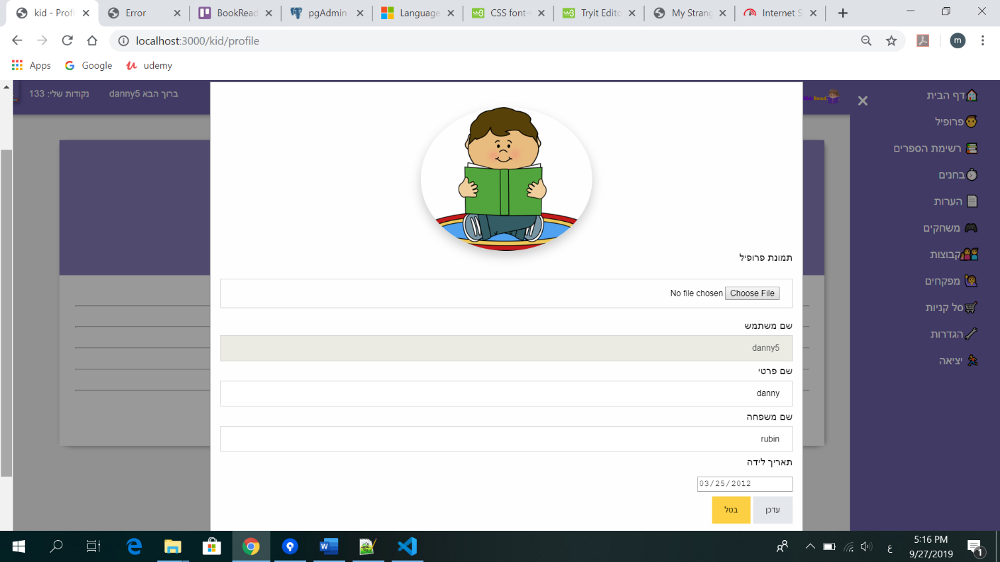 kid - Profi
Error
BookRead
pgAdmin
Language
CSS font-
Tryit Edito
My Strang
Internet S
localhost:3000/kid/profile
m
Apps
Google
udemy
דף הבית
פרופיל
רשימת הספרים
בחנים
הערות
משחקים
קבוצות
מפקחים
סל קניות
הגדרות
יציאה
ברוך הבא danny5
נקודות שלי: 133
תמונת פרופיל
Choose File No file chosen
שם משתמש
danny5
שם פרטי
danny
שם משפחה
rubin
תאריך לידה
03/25/2012
עדכן
בטל
ع
5:16 PM
9/27/2019
1